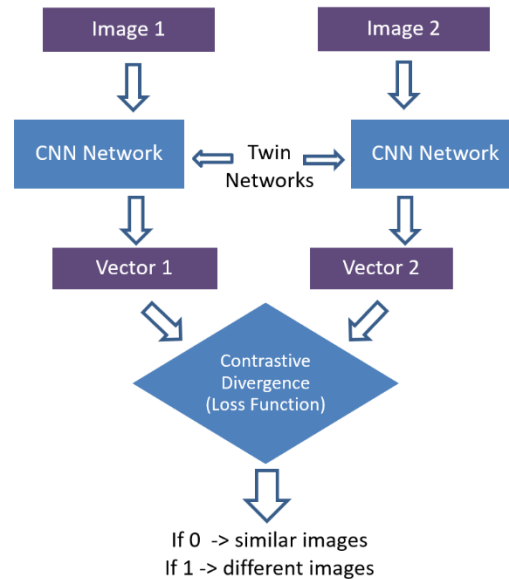 Image 1
Image 2
CNN Network
Twin
Networks
CNN Network
Vector 1
Vector 2
Contrastive
Divergence
(Loss Function)
If 0 -> similar images
If 1 -> different images